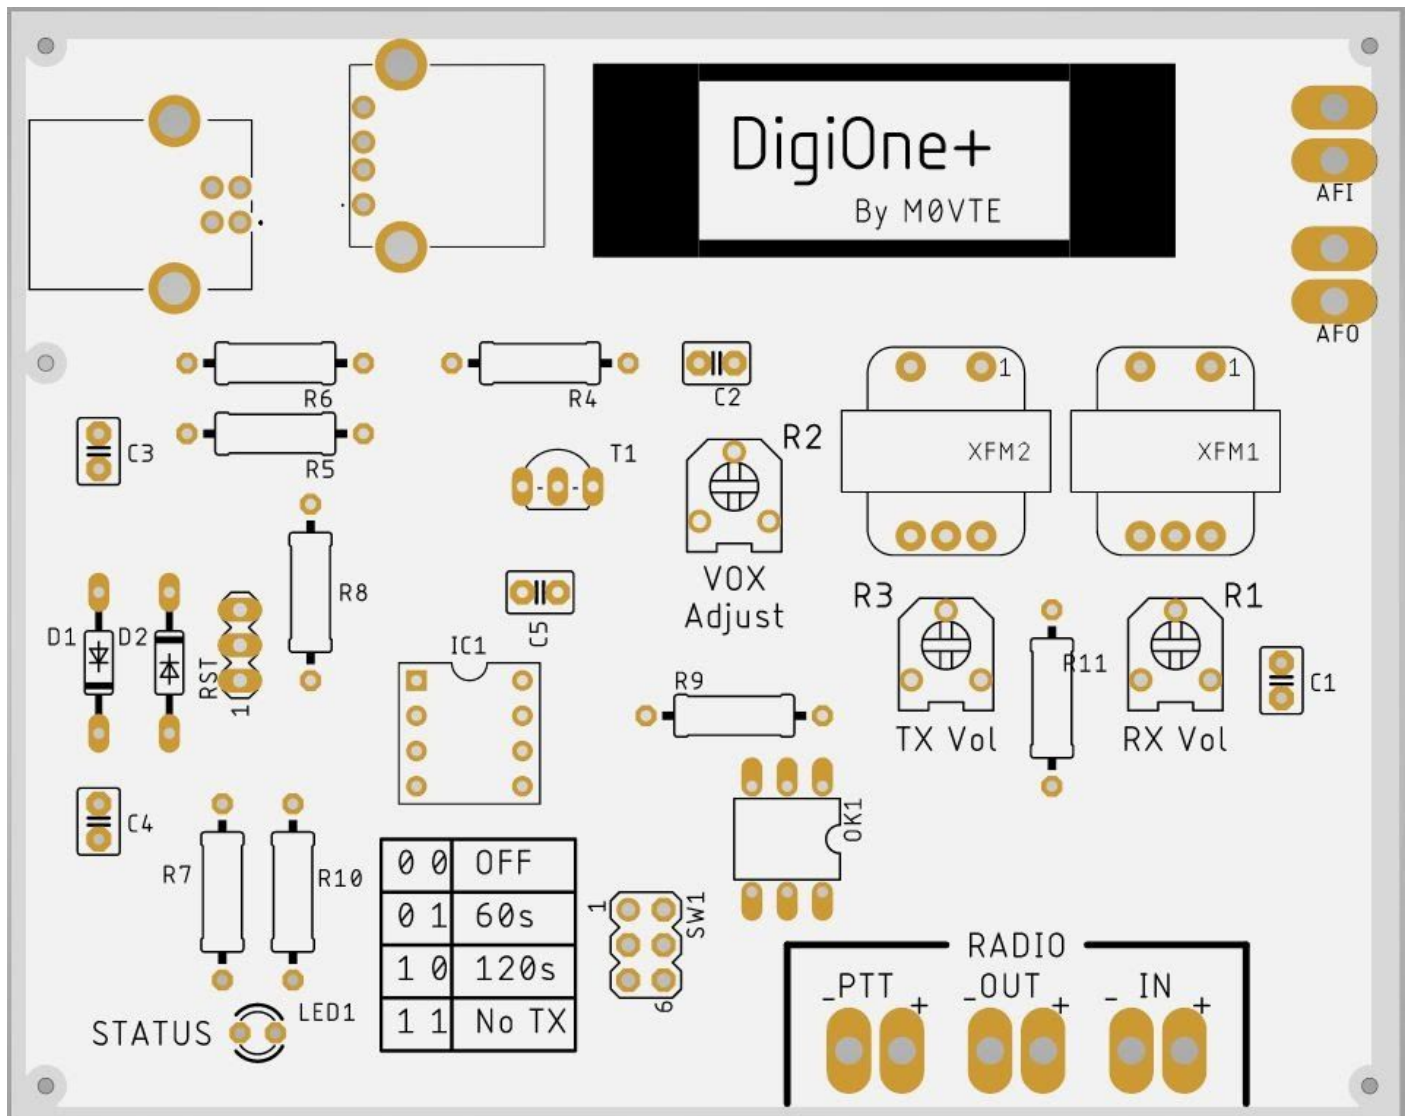 DigiOne+
By MØVTE
AFI
AFO
R6
R4
C2
1
1
C3
R5
T1
R2
XFM2
XFM1
R8
VOX
Adjust
R3
R1
D1
D2
RST
1
C5
IC1
R9
R11
C1
TX Vol
RX Vol
C4
R7
R10
OK1
0 0 OFF
0 1 60s
1 0 120s
1 1 No TX
1
SW1
6
RADIO
- PTT +
- OUT +
- IN +
STATUS
LED1